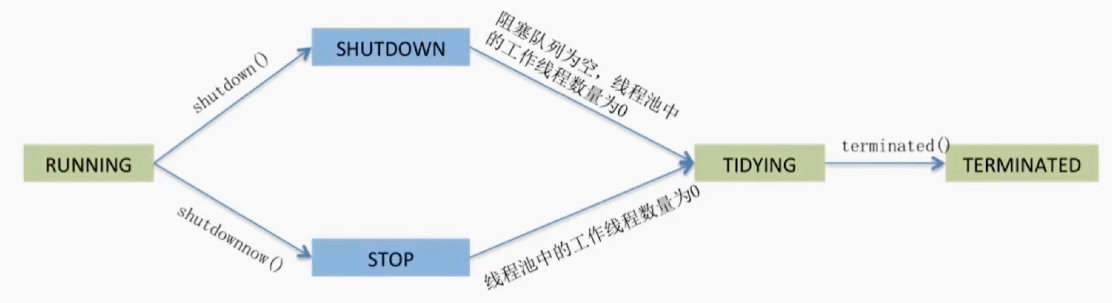 SHUTDOWN
阻塞队列为空，线程池中
的工作线程数量为0
shutdown()
RUNNING
TIDYING
terminated()
TERMINATED
shutdownnow()
STOP
线程池中的工作线程数量为0